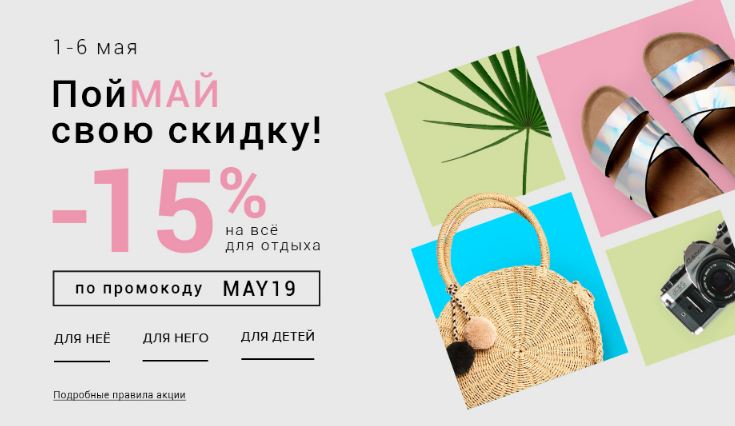 1-6 мая
ПойМАЙ
свою скидку!
-15%
на всё
для отдыха
по промокоду MAY19
ДЛЯ НЕЁ ДЛЯ НЕГО ДЛЯ ДЕТЕЙ
Подробные правила акции